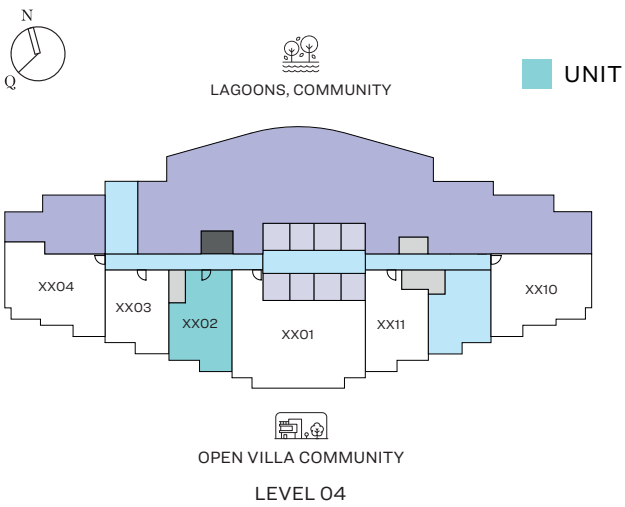 N
Q
LAGOONS, COMMUNITY
UNIT
XX04
XX03
XX02
XX01
XX11
XX10
OPEN VILLA COMMUNITY
LEVEL 04